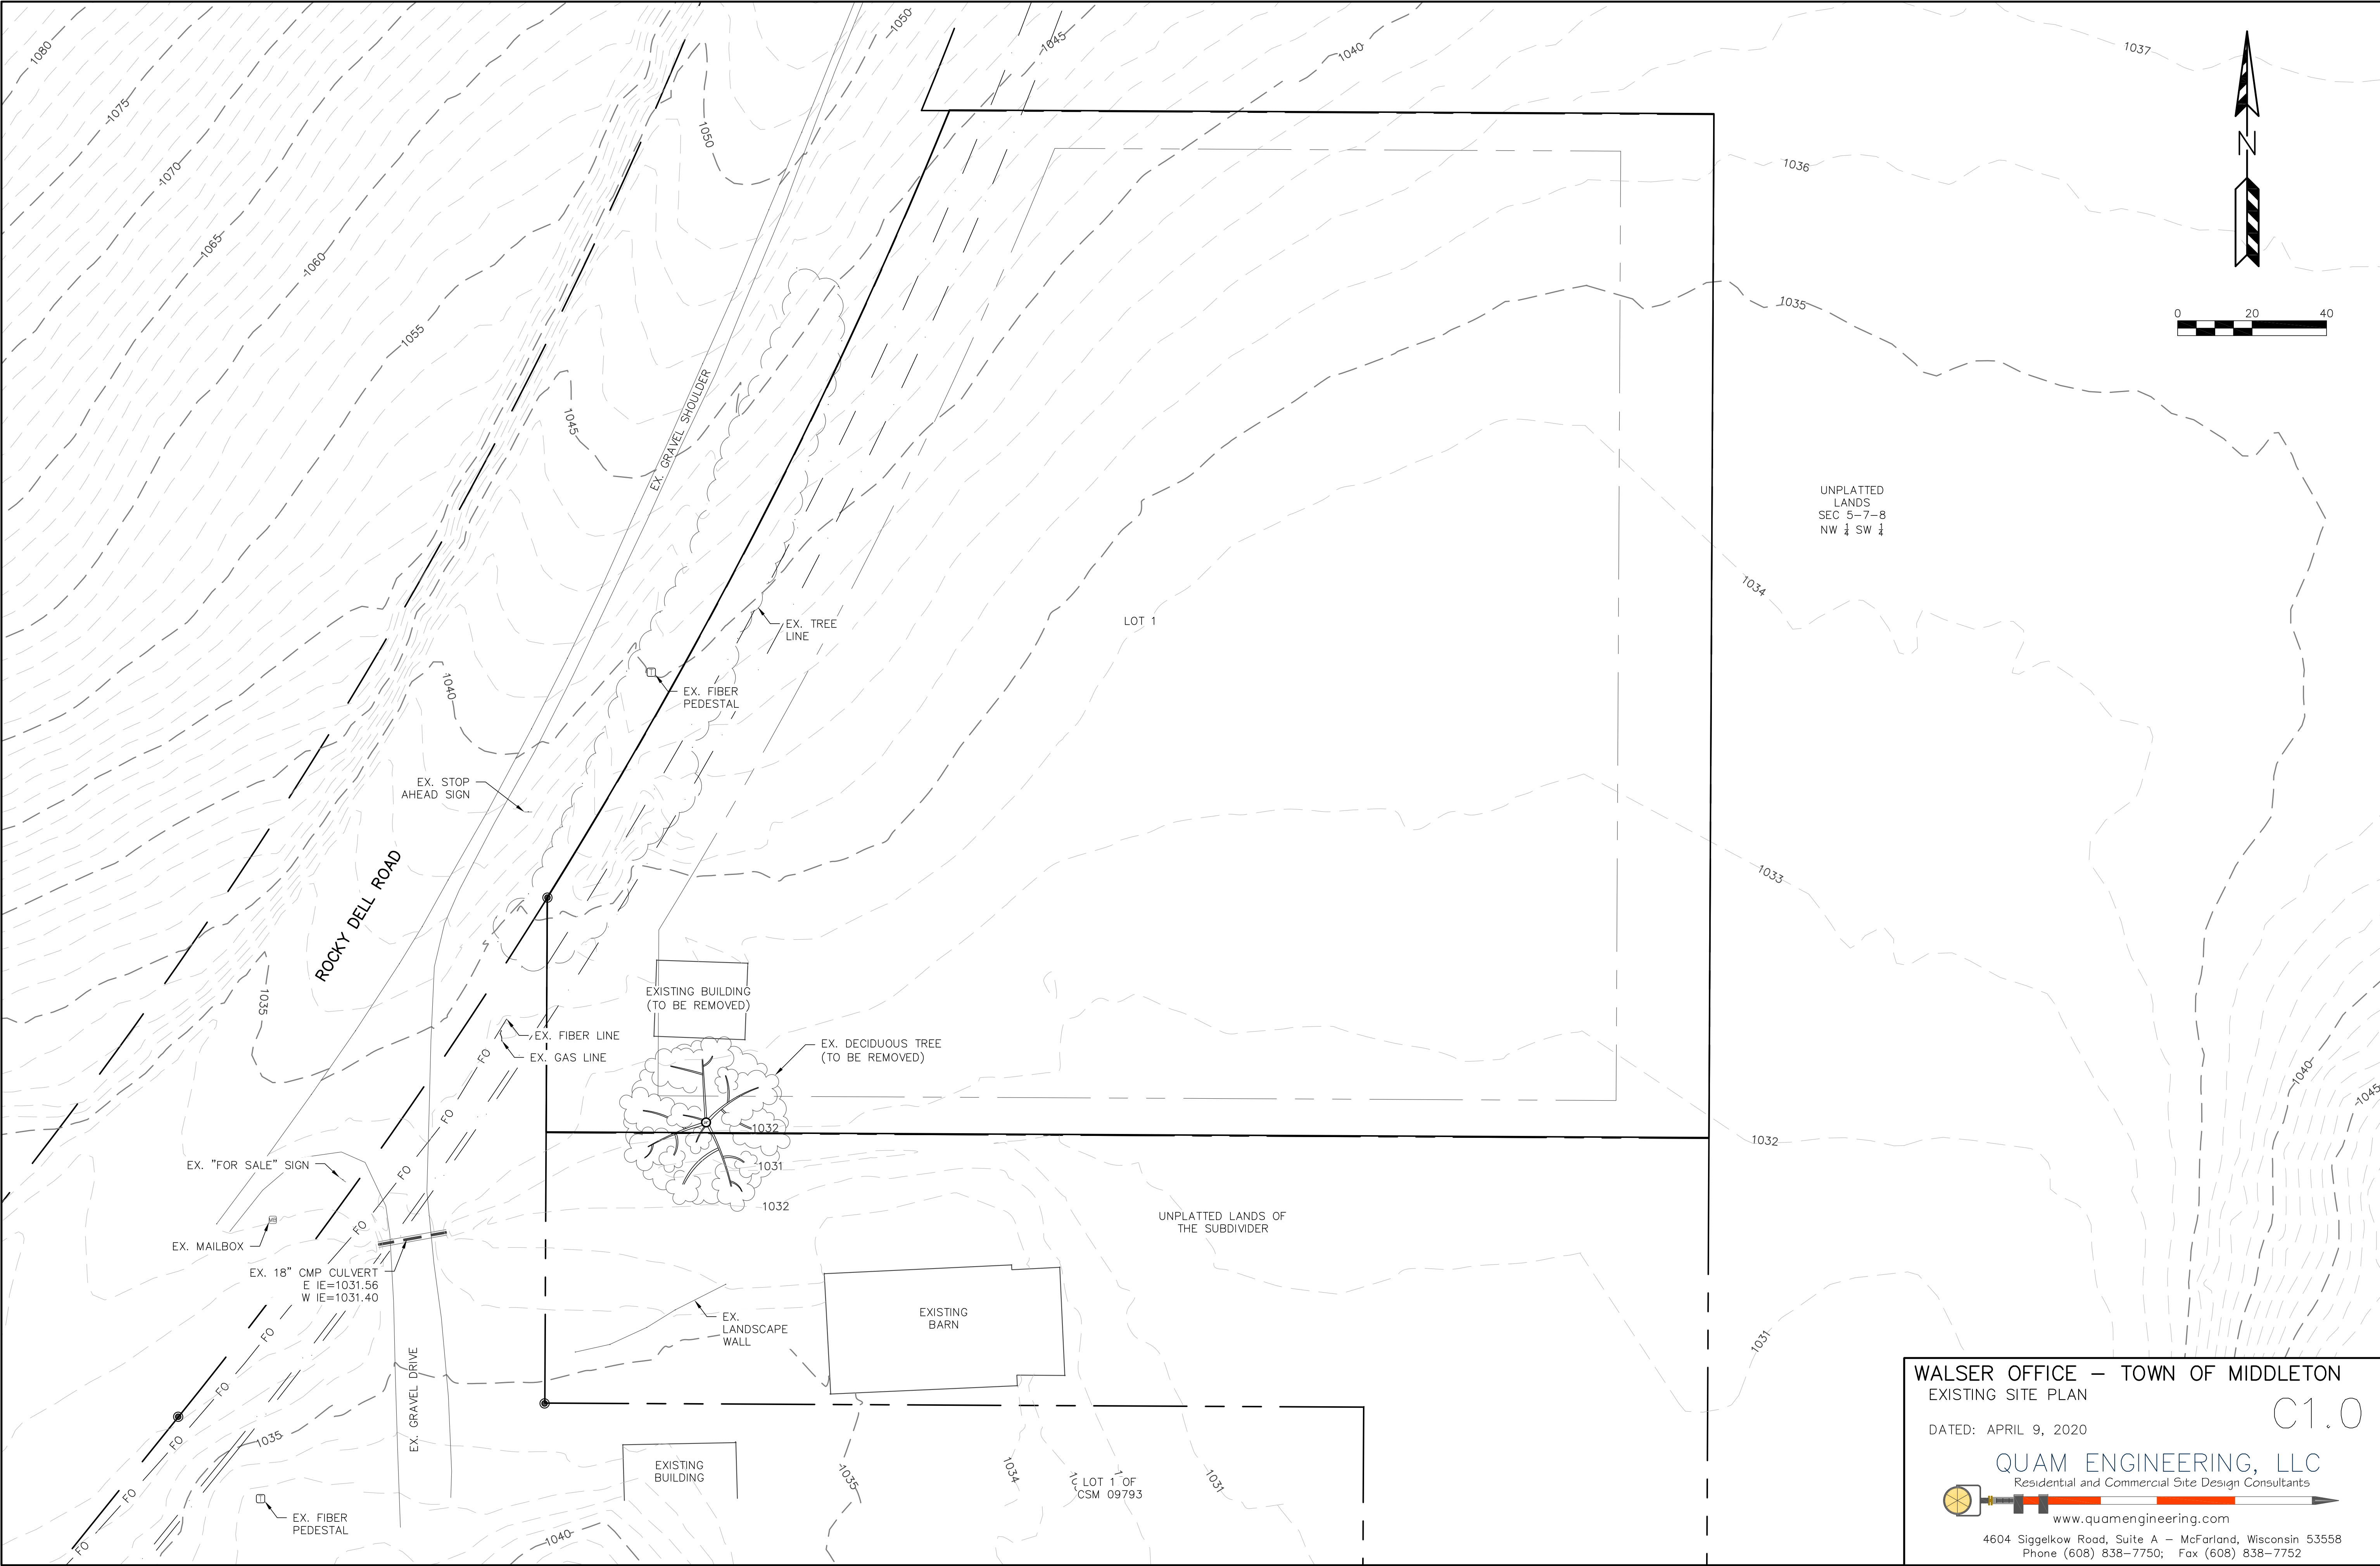 1080
1075
1070
1065
1060
1055
1050
1050
1045
1040
1037
1036
1035
1034
1033
1032
1031
1045
1040
1035
N
0 20 40
EX. GRAVEL SHOULDER
UNPLATTED
LANDS
SEC 5-7-8
NW ¼ SW ¼
LOT 1
EX. TREE
LINE
EX. FIBER
PEDESTAL
EX. STOP
AHEAD SIGN
ROCKY DELL ROAD
EXISTING BUILDING
(TO BE REMOVED)
EX. FIBER LINE
EX. GAS LINE
EX. DECIDUOUS TREE
(TO BE REMOVED)
1032
1031
1032
1040
1045
FO
FO
FO
FO
FO
FO
FO
FO
FO
EX. "FOR SALE" SIGN
EX. MAILBOX
MB
EX. 18" CMP CULVERT
E IE=1031.56
W IE=1031.40
UNPLATTED LANDS OF
THE SUBDIVIDER
EX.
LANDSCAPE
WALL
EXISTING
BARN
EX. GRAVEL DRIVE
1035
EXISTING
BUILDING
1035
1034
1031
LOT 1 OF
CSM 09793
T
T
EX. FIBER
PEDESTAL
1040
WALSER OFFICE – TOWN OF MIDDLETON
EXISTING SITE PLAN
C1.0
DATED: APRIL 9, 2020
QUAM ENGINEERING, LLC
Residential and Commercial Site Design Consultants
www.quamengineering.com
4604 Siggelkow Road, Suite A – McFarland, Wisconsin 53558
Phone (608) 838-7750; Fax (608) 838-7752